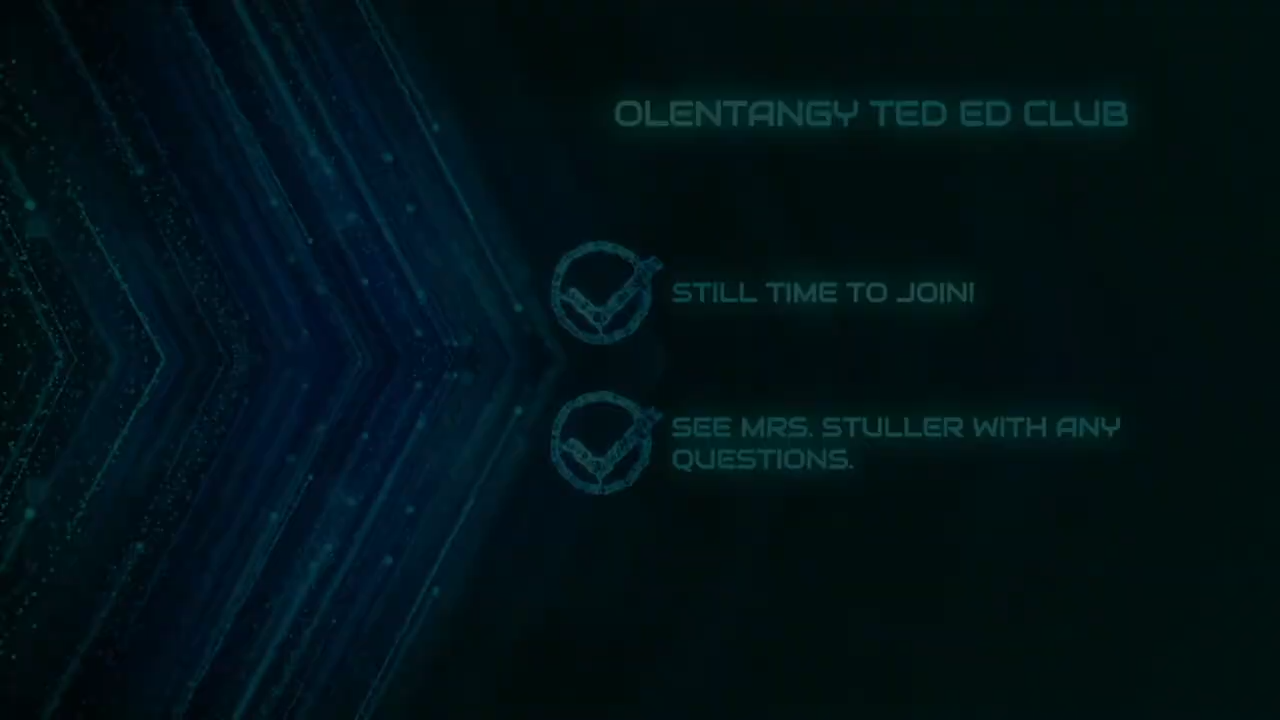 OLENTANGY TED ED CLUB
STILL TIME TO JOIN!
SEE MRS. STULLER WITH ANY
QUESTIONS.